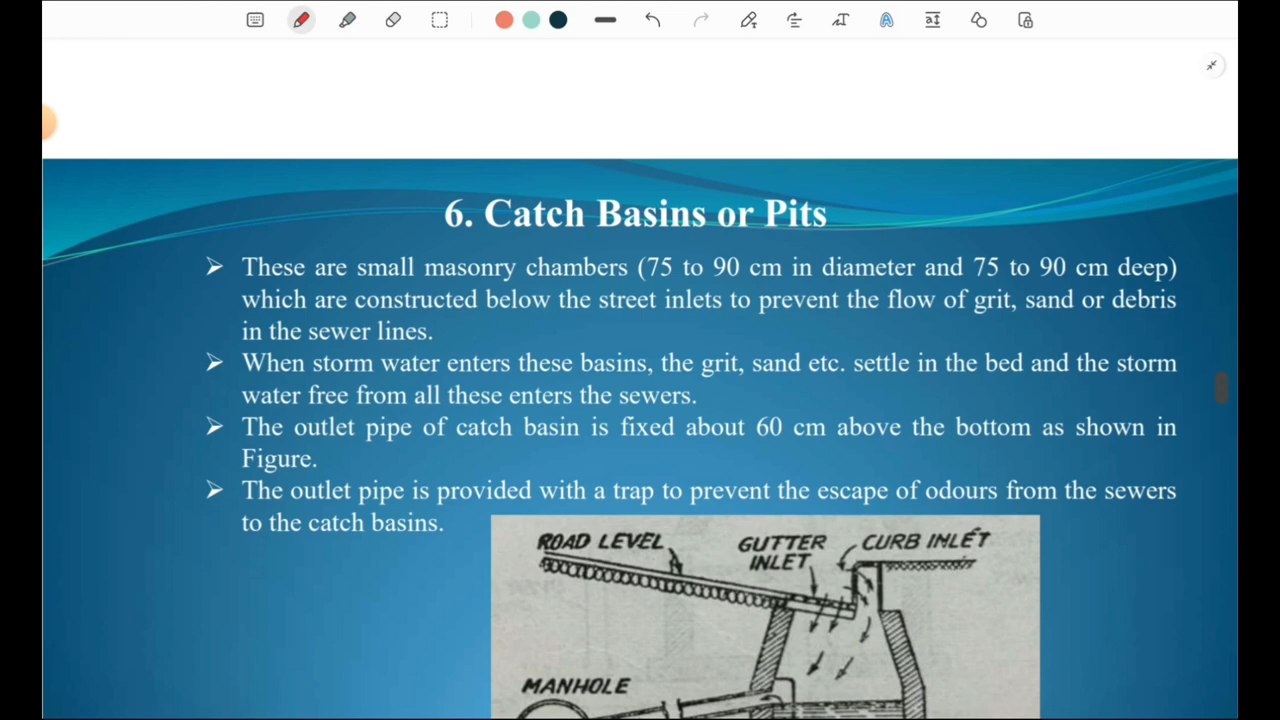 6. Catch Basins or Pits
➢ These are small masonry chambers (75 to 90 cm in diameter and 75 to 90 cm deep)
which are constructed below the street inlets to prevent the flow of grit, sand or debris
in the sewer lines.
➢ When storm water enters these basins, the grit, sand etc. settle in the bed and the storm
water free from all these enters the sewers.
➢ The outlet pipe of catch basin is fixed about 60 cm above the bottom as shown in
Figure.
➢ The outlet pipe is provided with a trap to prevent the escape of odours from the sewers
to the catch basins.
ROAD LEVEL
GUTTER
INLET
CURB INLET
MANHOLE